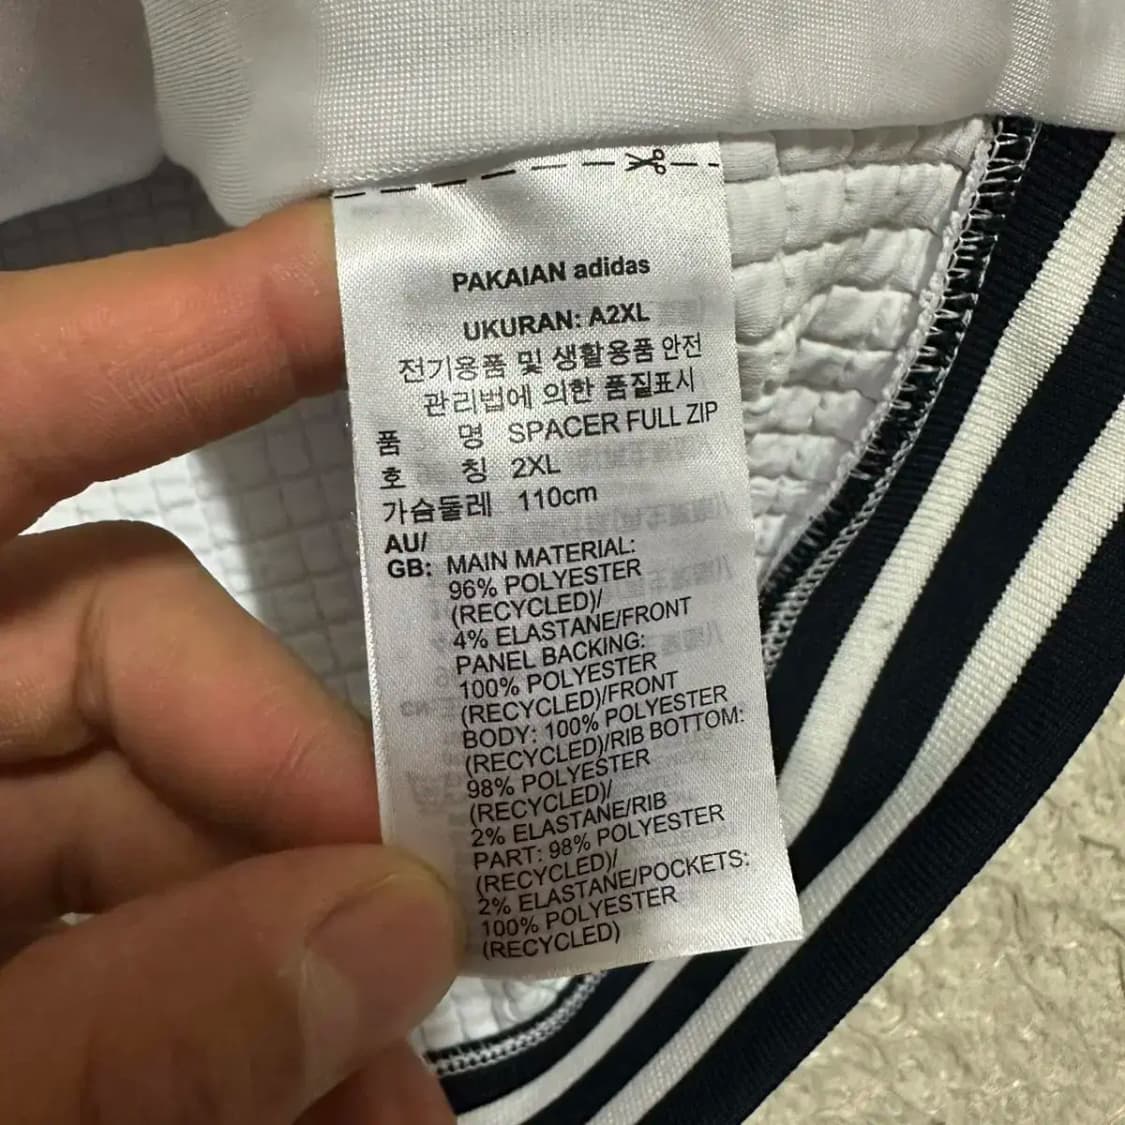 PAKAIAN adidas
UKURAN: A2XL
전기용품 및 생활용품 안전
관리법에 의한 품질표시
품 명 SPACER FULL ZIP
호 칭 2XL
가슴둘레 110cm
AU/
GB: MAIN MATERIAL:
96% POLYESTER
(RECYCLED)/
4% ELASTANE/FRONT
PANEL BACKING:
100% POLYESTER
(RECYCLED)/FRONT
BODY: 100% POLYESTER
(RECYCLED)/RIB BOTTOM:
98% POLYESTER
(RECYCLED)/
2% ELASTANE/RIB
PART: 98% POLYESTER
(RECYCLED)/
2% ELASTANE/POCKETS:
100% POLYESTER
(RECYCLED)